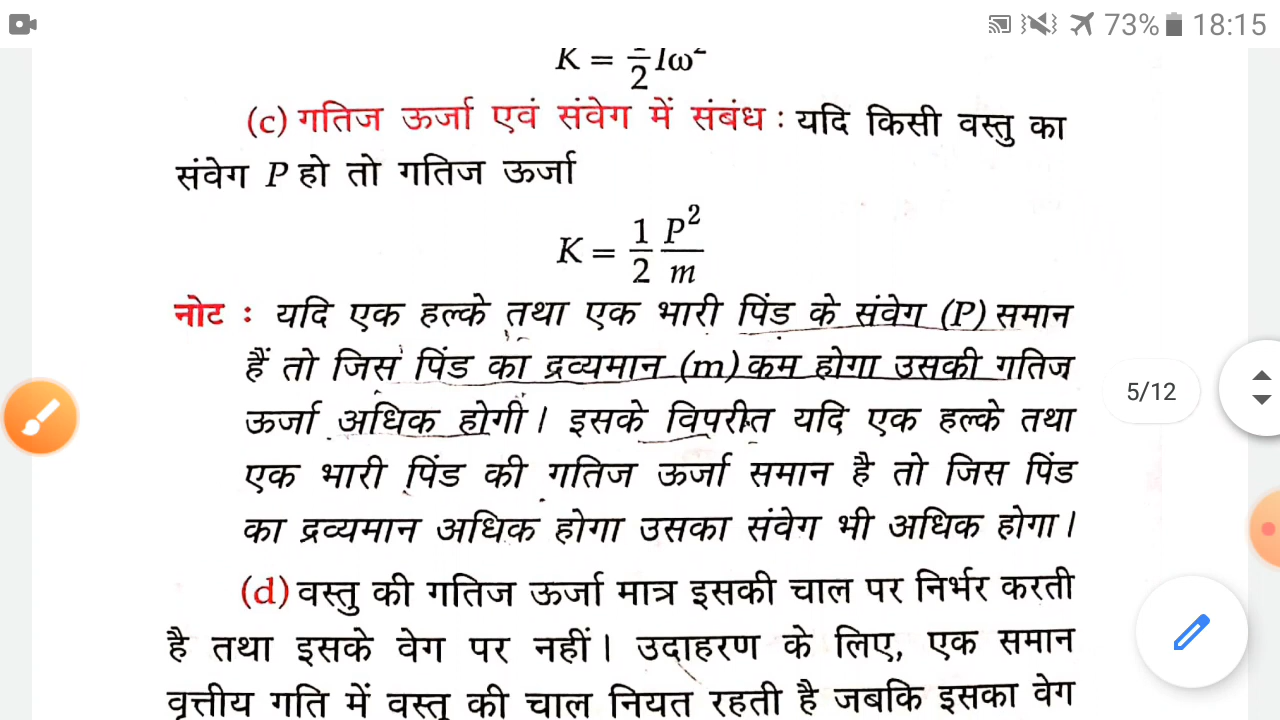 73% 18:15
K = 1/2 Iω²
(c) गतिज ऊर्जा एवं संवेग में संबंध : यदि किसी वस्तु का
संवेग P हो तो गतिज ऊर्जा
K = 1/2 P²/m
नोट : यदि एक हल्के तथा एक भारी पिंड के संवेग (P) समान
हैं तो जिस पिंड का द्रव्यमान (m) कम होगा उसकी गतिज
ऊर्जा अधिक होगी। इसके विपरीत यदि एक हल्के तथा
एक भारी पिंड की गतिज ऊर्जा समान है तो जिस पिंड
का द्रव्यमान अधिक होगा उसका संवेग भी अधिक होगा।
5/12
(d) वस्तु की गतिज ऊर्जा मात्र इसकी चाल पर निर्भर करती
है तथा इसके वेग पर नहीं। उदाहरण के लिए, एक समान
वृत्तीय गति में वस्तु की चाल नियत रहती है जबकि इसका वेग